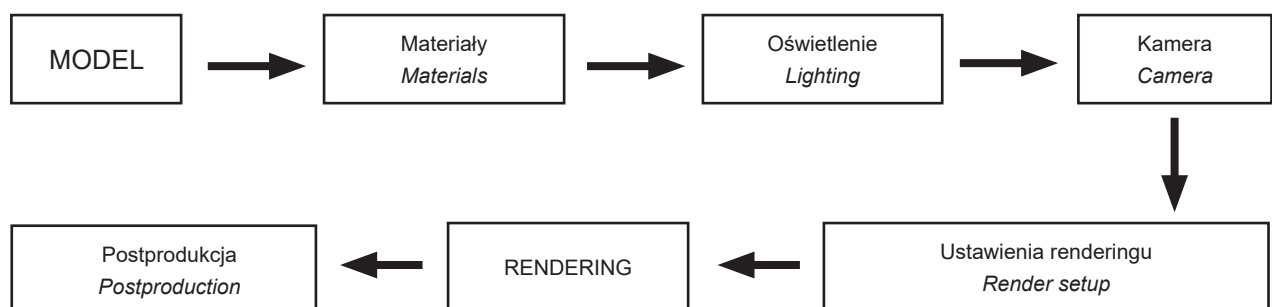 MODEL
Materiały
Materials
Oświetlenie
Lighting
Kamera
Camera
Ustawienia renderingu
Render setup
RENDERING
Postprodukcja
Postproduction